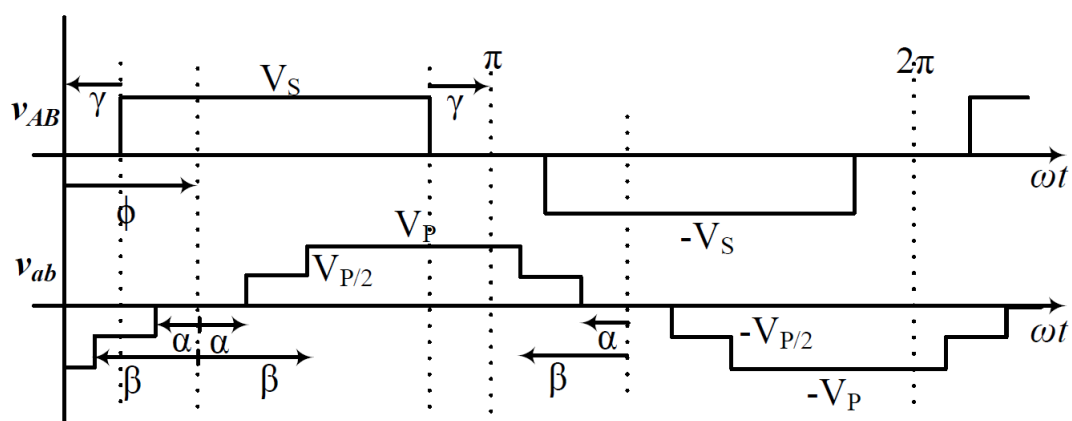 π
2π
V_S
γ
γ
v_AB
ωt
ϕ
-V_S
V_P
v_ab
V_P/2
α
α
α
-V_P/2
ωt
β
β
β
-V_P